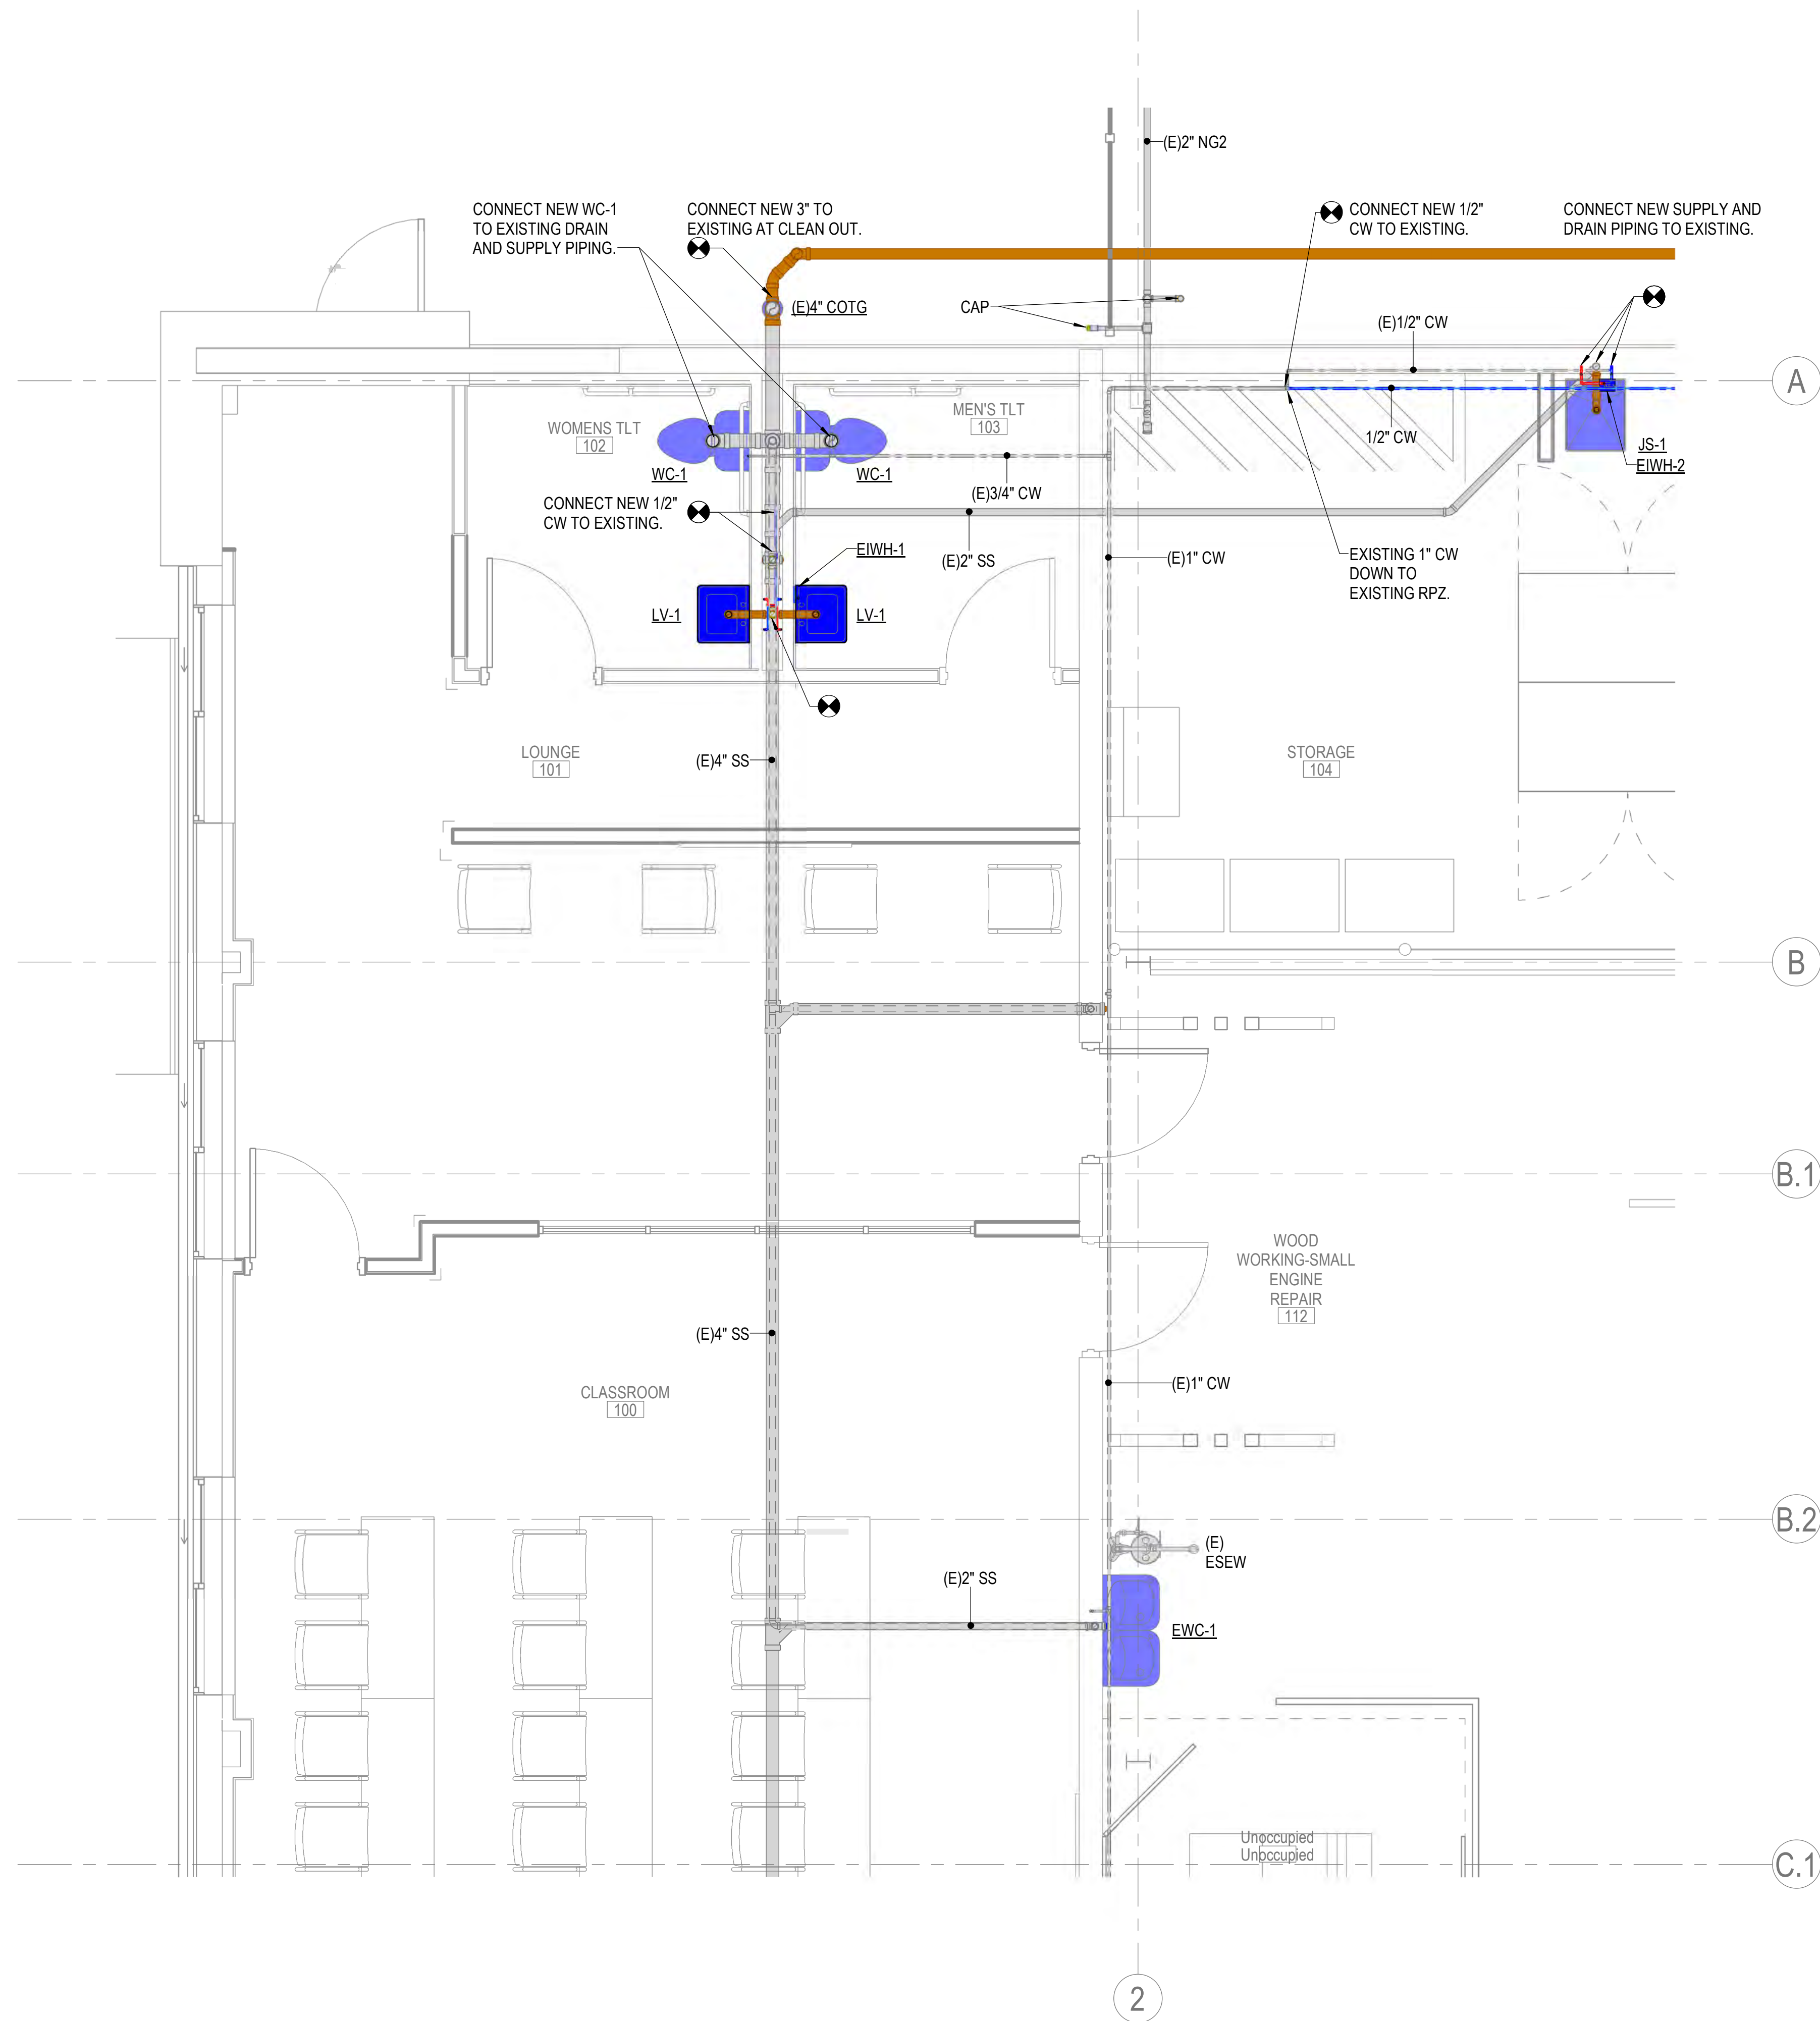 (E)2" NG2
CONNECT NEW WC-1
TO EXISTING DRAIN
AND SUPPLY PIPING.
CONNECT NEW 3" TO
EXISTING AT CLEAN OUT.
CONNECT NEW 1/2"
CW TO EXISTING.
CONNECT NEW SUPPLY AND
DRAIN PIPING TO EXISTING.
(E)4" COTG
CAP
(E)1/2" CW
A
WOMENS TLT
102
MEN'S TLT
103
1/2" CW
JS-1
EIWH-2
WC-1
WC-1
(E)3/4" CW
CONNECT NEW 1/2"
CW TO EXISTING.
EIWH-1
(E)2" SS
(E)1" CW
EXISTING 1" CW
DOWN TO
EXISTING RPZ.
LV-1
LV-1
LOUNGE
101
(E)4" SS
STORAGE
104
B
B.1
WOOD
WORKING-SMALL
ENGINE
REPAIR
112
(E)4" SS
CLASSROOM
100
(E)1" CW
B.2
(E)
ESEW
(E)2" SS
EWC-1
Unoccupied
Unoccupied
C.1
2